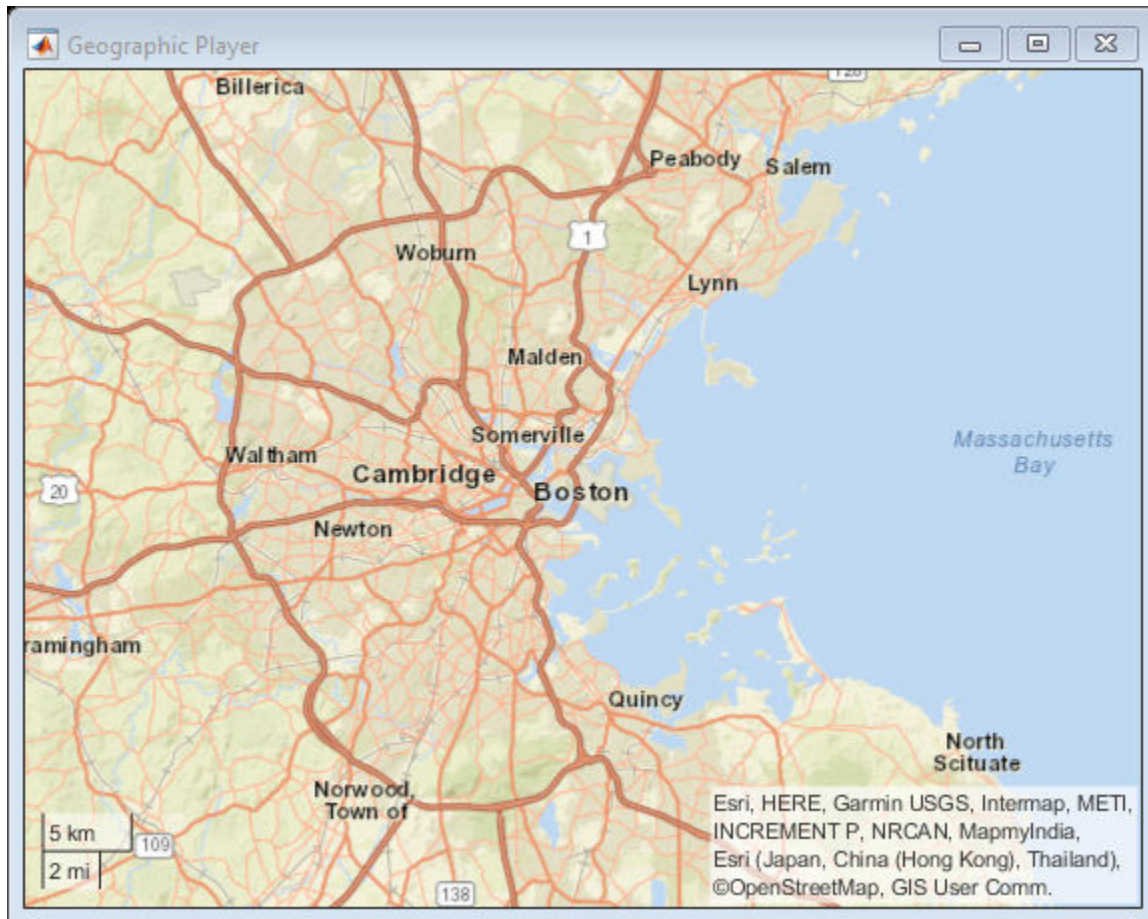 Geographic Player
128
Billerica
Peabody
Salem
1
Woburn
Lynn
Malden
Somerville
Massachusetts
Bay
Waltham
Cambridge
20
Boston
Newton
ramingham
Quincy
North
Scituate
Norwood,
Town of
5 km
2 mi
109
138
Esri, HERE, Garmin USGS, Intermap, METI,
INCREMENT P, NRCAN, MapmyIndia,
Esri (Japan, China (Hong Kong), Thailand),
©OpenStreetMap, GIS User Comm.